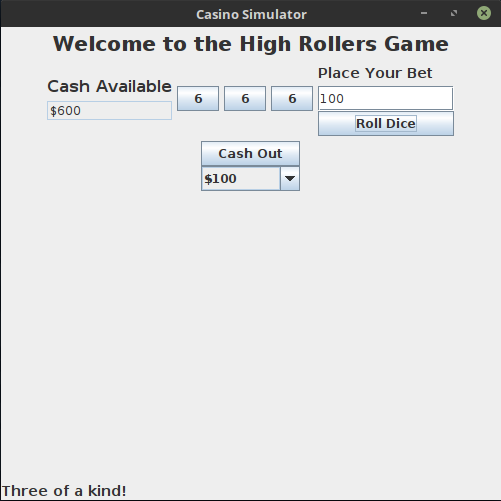 Casino Simulator
Welcome to the High Rollers Game
Cash Available
$600
6 6 6
Place Your Bet
100
Roll Dice
Cash Out
$100
Three of a kind!